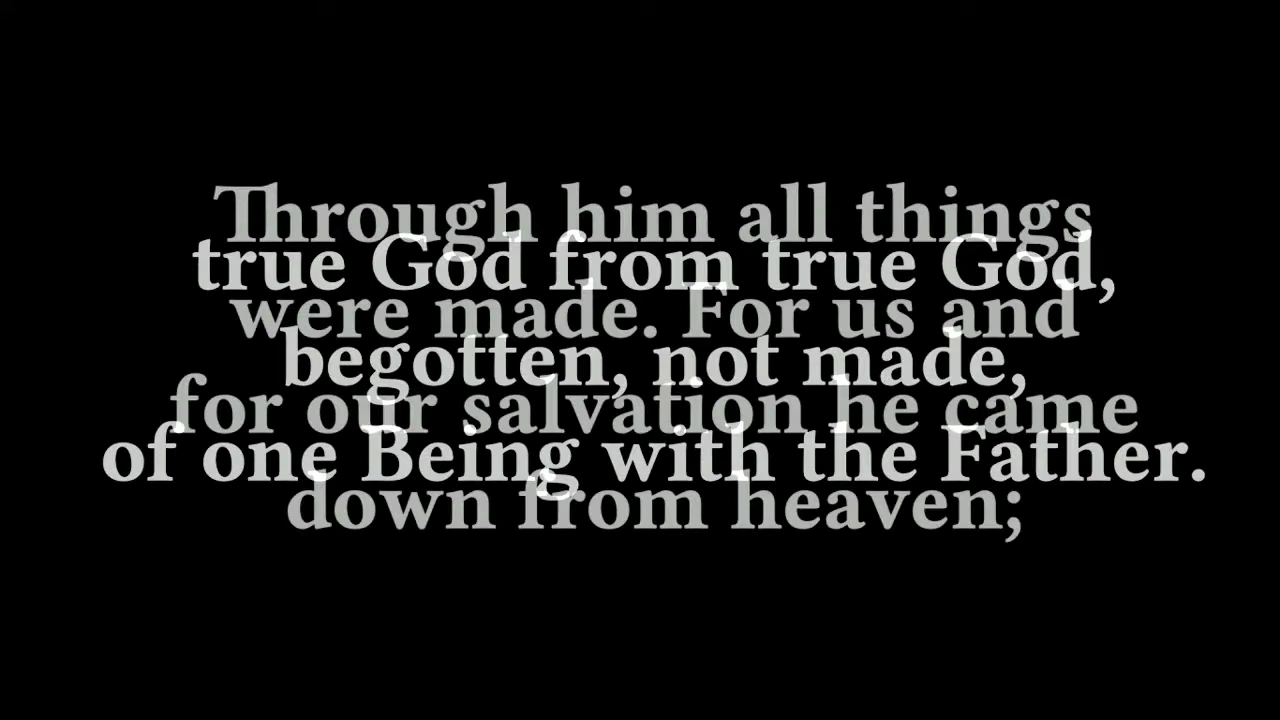 Through him all things
true God from true God,
were made. For us and
begotten, not made,
for our salvation he came
of one Being with the Father.
down from heaven;